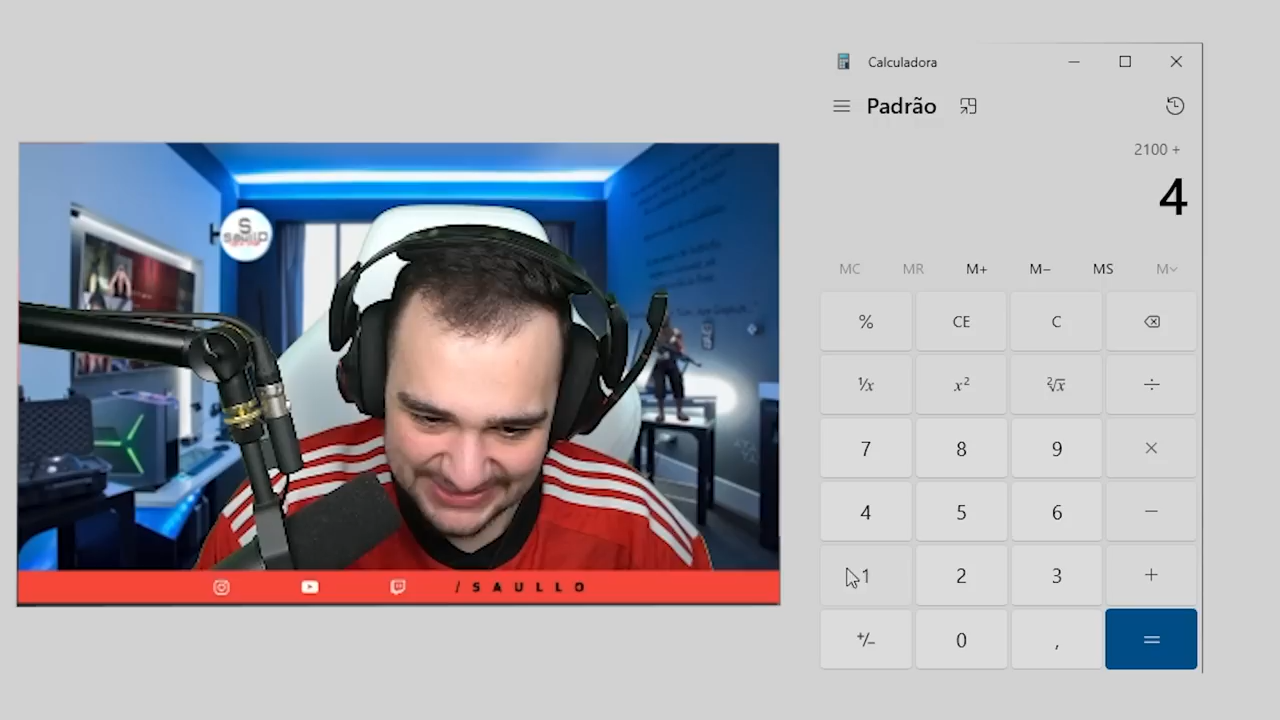 Calculadora
Padrão
2100 +
4
MC MR M+ M− MS M
% CE C
¹/x x² ²√x ÷
7 8 9 ×
4 5 6 −
1 2 3 +
+/− 0 , =
S
saullo
/ S A U L L O